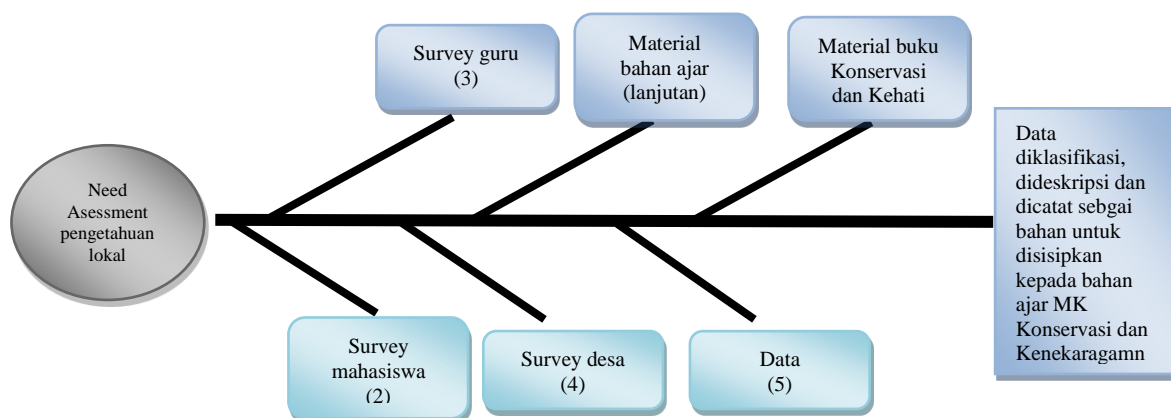 Survey guru
(3)
Material
bahan ajar
(lanjutan)
Material buku
Konservasi
dan Kehati
Need
Asessment
pengetahuan
lokal
Data
diklasifikasi,
dideskripsi dan
dicatat sebgai
bahan untuk
disisipkan
kepada bahan
ajar MK
Konservasi dan
Kenekaragamn
Survey
mahasiswa
(2)
Survey desa
(4)
Data
(5)